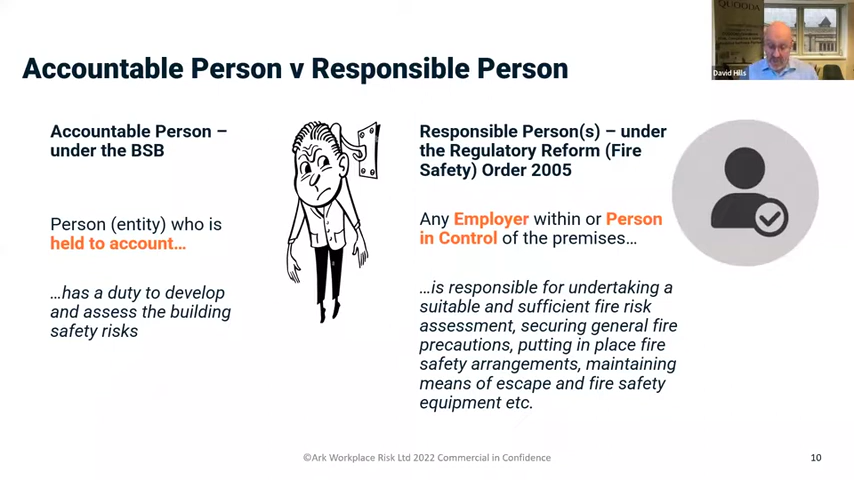 QUOODA
David Hills
Accountable Person v Responsible Person
Accountable Person –
under the BSB
Person (entity) who is
held to account…
…has a duty to develop
and assess the building
safety risks
Responsible Person(s) – under
the Regulatory Reform (Fire
Safety) Order 2005
Any Employer within or Person
in Control of the premises…
…is responsible for undertaking a
suitable and sufficient fire risk
assessment, securing general fire
precautions, putting in place fire
safety arrangements, maintaining
means of escape and fire safety
equipment etc.
©Ark Workplace Risk Ltd 2022 Commercial in Confidence
10